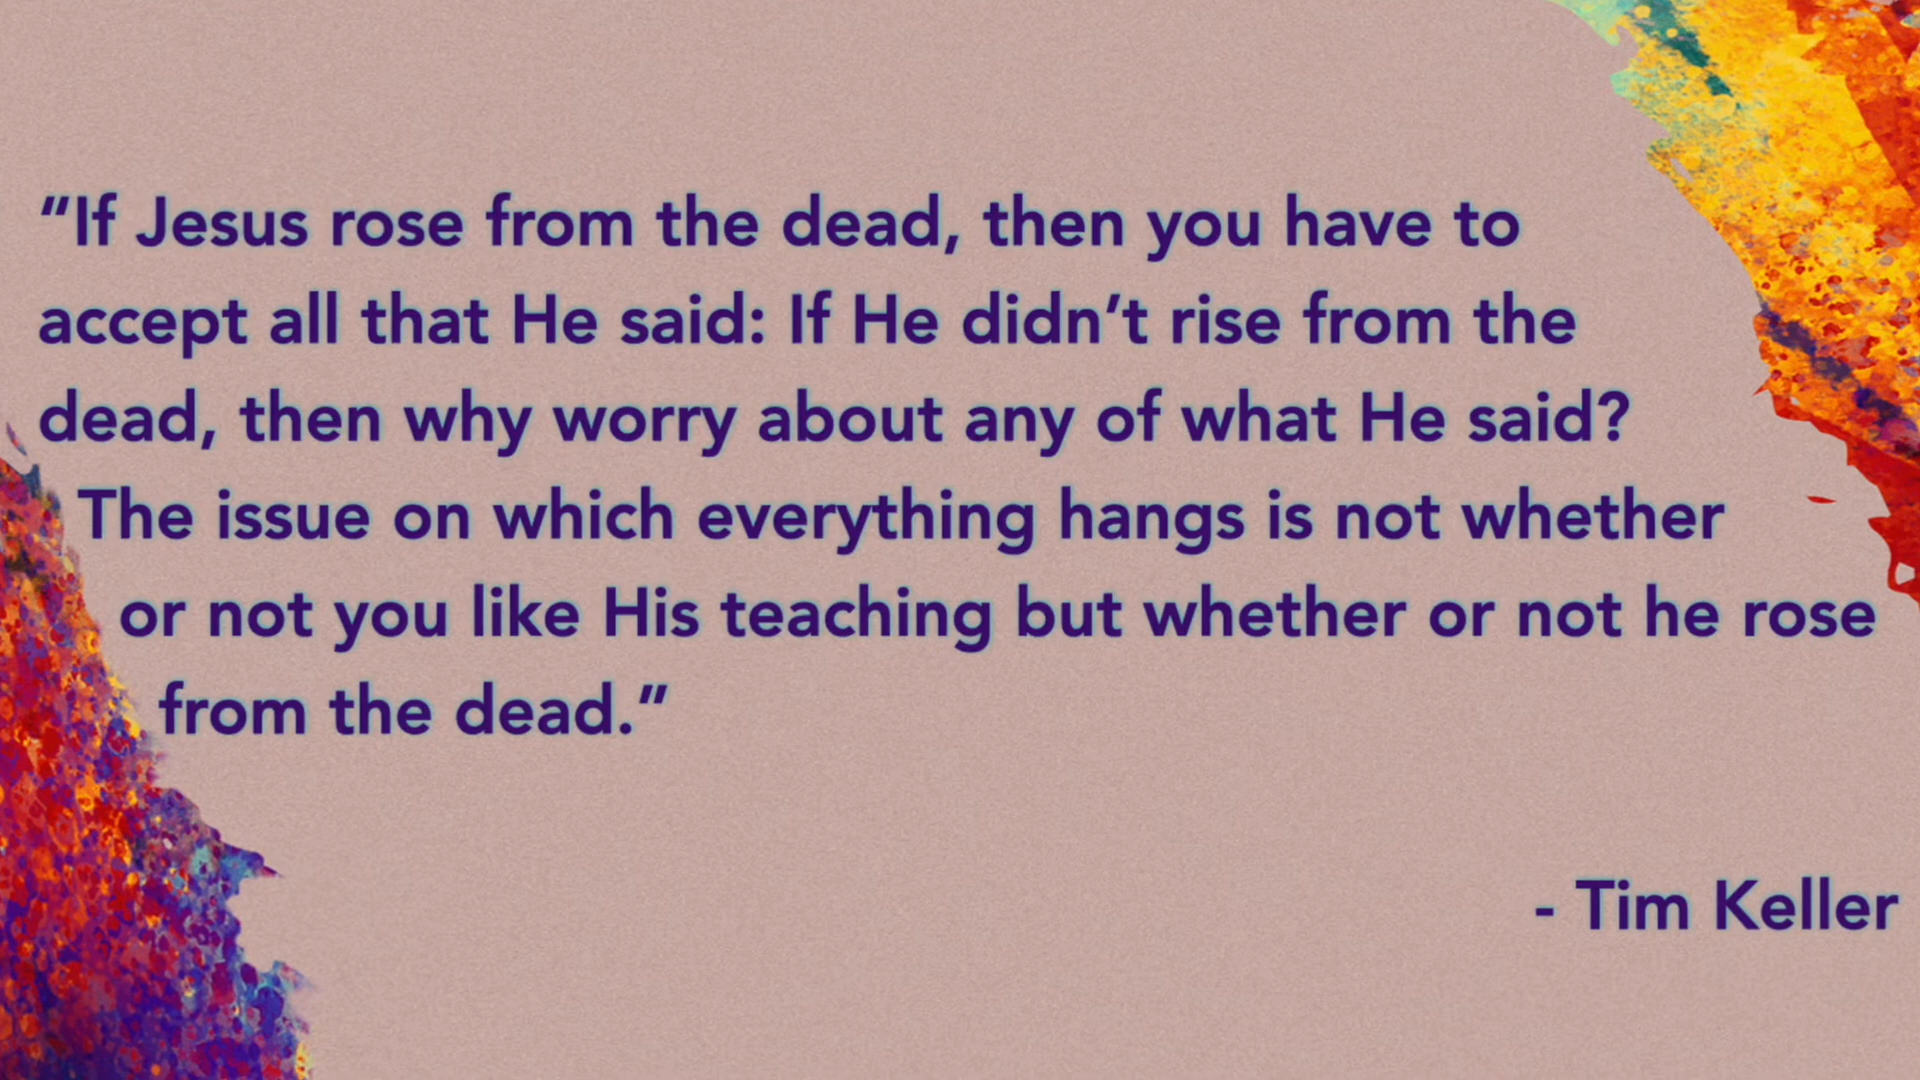 “If Jesus rose from the dead, then you have to
accept all that He said: If He didn’t rise from the
dead, then why worry about any of what He said?
The issue on which everything hangs is not whether
or not you like His teaching but whether or not he rose
from the dead.”
- Tim Keller